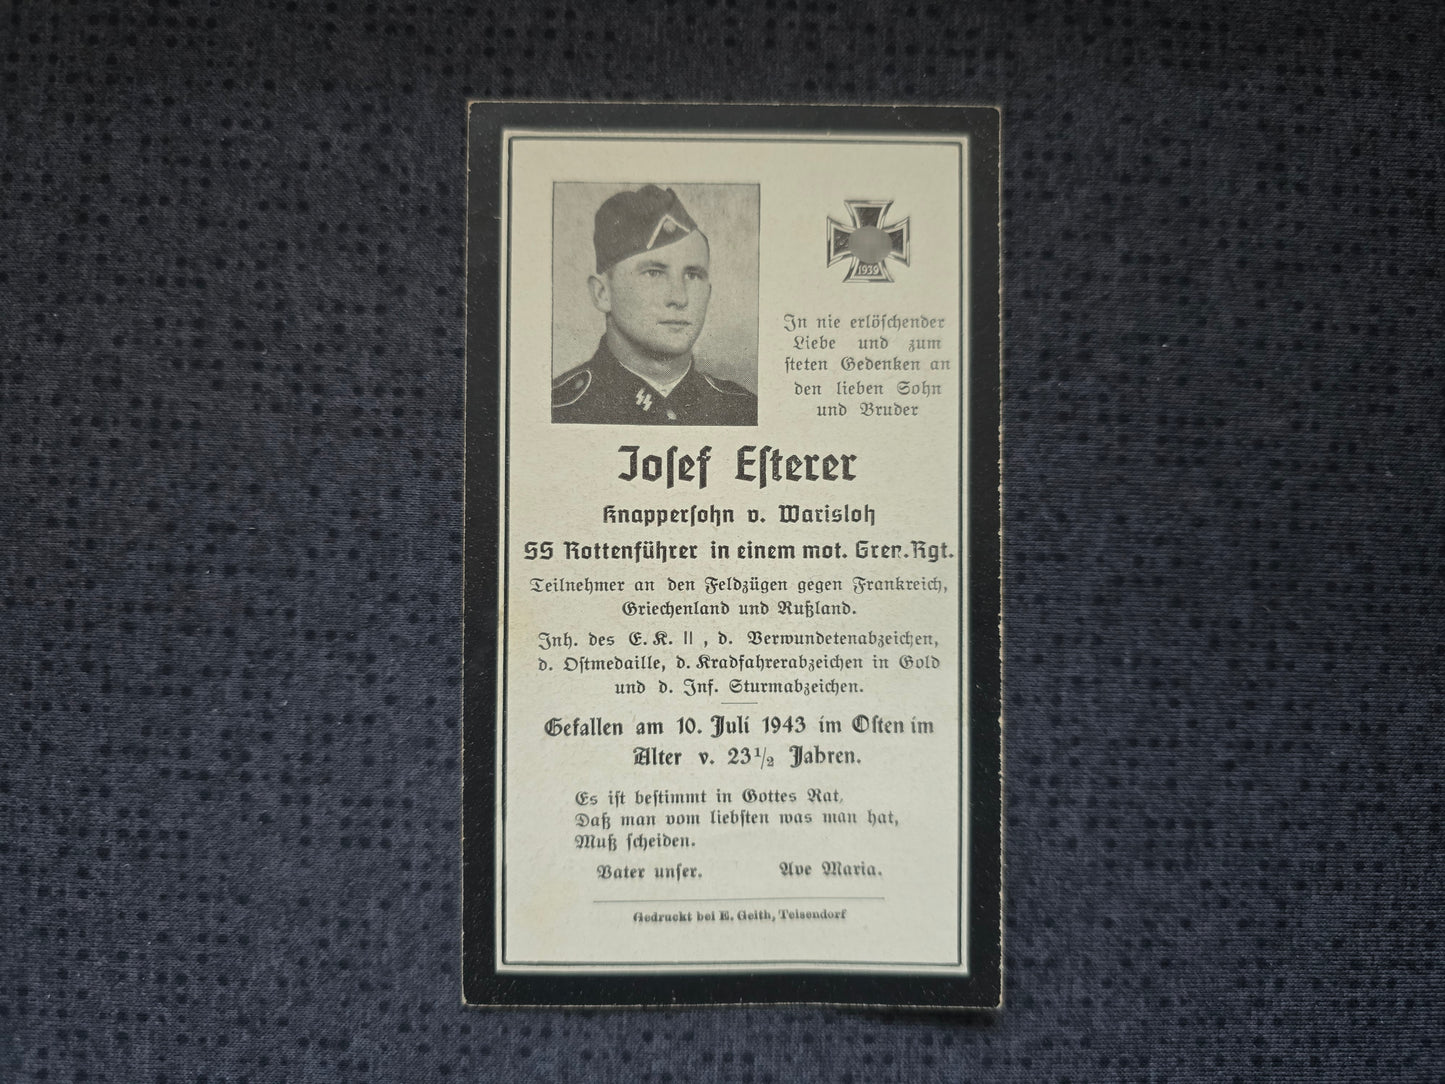 1939
In nie erlöschender
Liebe und zum
steten Gedenken an
den lieben Sohn
und Bruder
Josef Esterer
Knappersohn v. Warisloh
SS Rottenführer in einem mot. Gren.Rgt.
Teilnehmer an den Feldzügen gegen Frankreich,
Griechenland und Rußland.
Inh. des E. K. II , d. Verwundetenabzeichen,
d. Ostmedaille, d. Kradfahrerabzeichen in Gold
und d. Inf. Sturmabzeichen.
Gefallen am 10. Juli 1943 im Osten im
Alter v. 23 1/2 Jahren.
Es ist bestimmt in Gottes Rat,
Daß man vom liebsten was man hat,
Muß scheiden.
Vater unser. Ave Maria.
Gedruckt bei E. Geith, Teisendorf